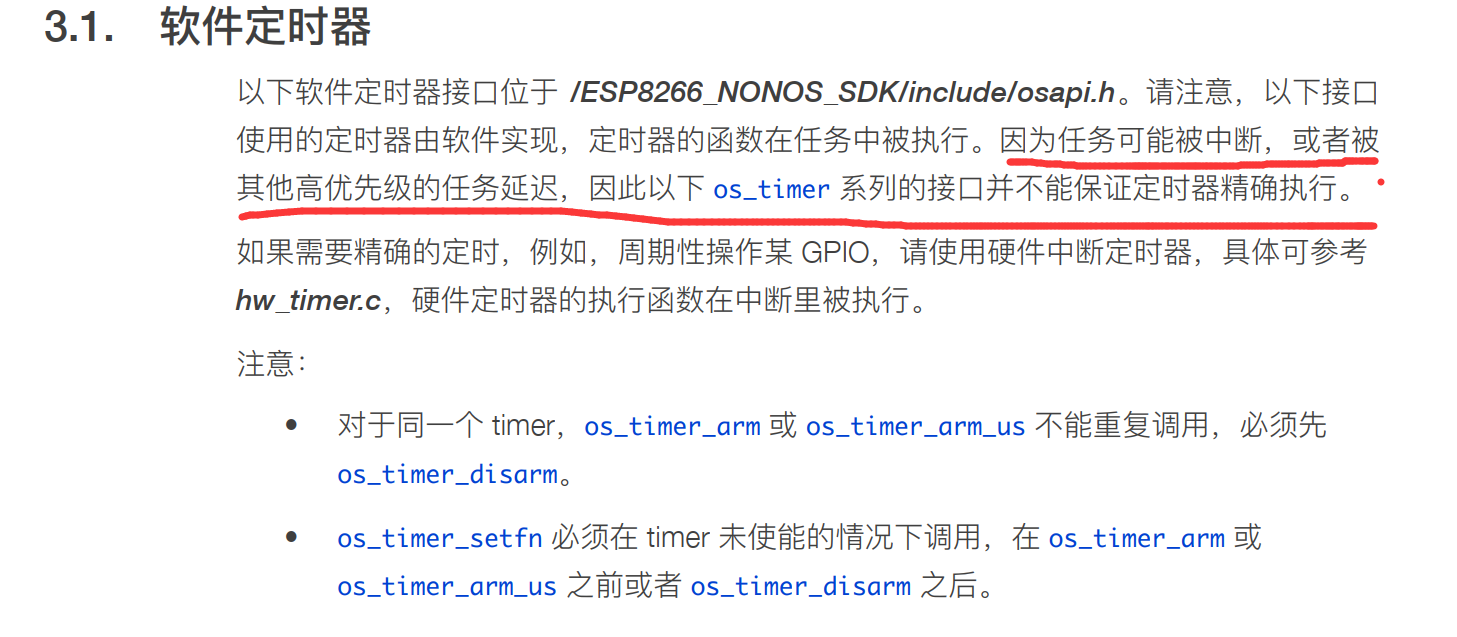 3.1. 软件定时器
以下软件定时器接口位于 /ESP8266_NONOS_SDK/include/osapi.h。请注意，以下接口
使用的定时器由软件实现，定时器的函数在任务中被执行。因为任务可能被中断，或者被
其他高优先级的任务延迟，因此以下 os_timer 系列的接口并不能保证定时器精确执行。
如果需要精确的定时，例如，周期性操作某 GPIO，请使用硬件中断定时器，具体可参考
hw_timer.c，硬件定时器的执行函数在中断里被执行。
注意：
• 对于同一个 timer，os_timer_arm 或 os_timer_arm_us 不能重复调用，必须先
os_timer_disarm。
• os_timer_setfn 必须在 timer 未使能的情况下调用，在 os_timer_arm 或
os_timer_arm_us 之前或者 os_timer_disarm 之后。